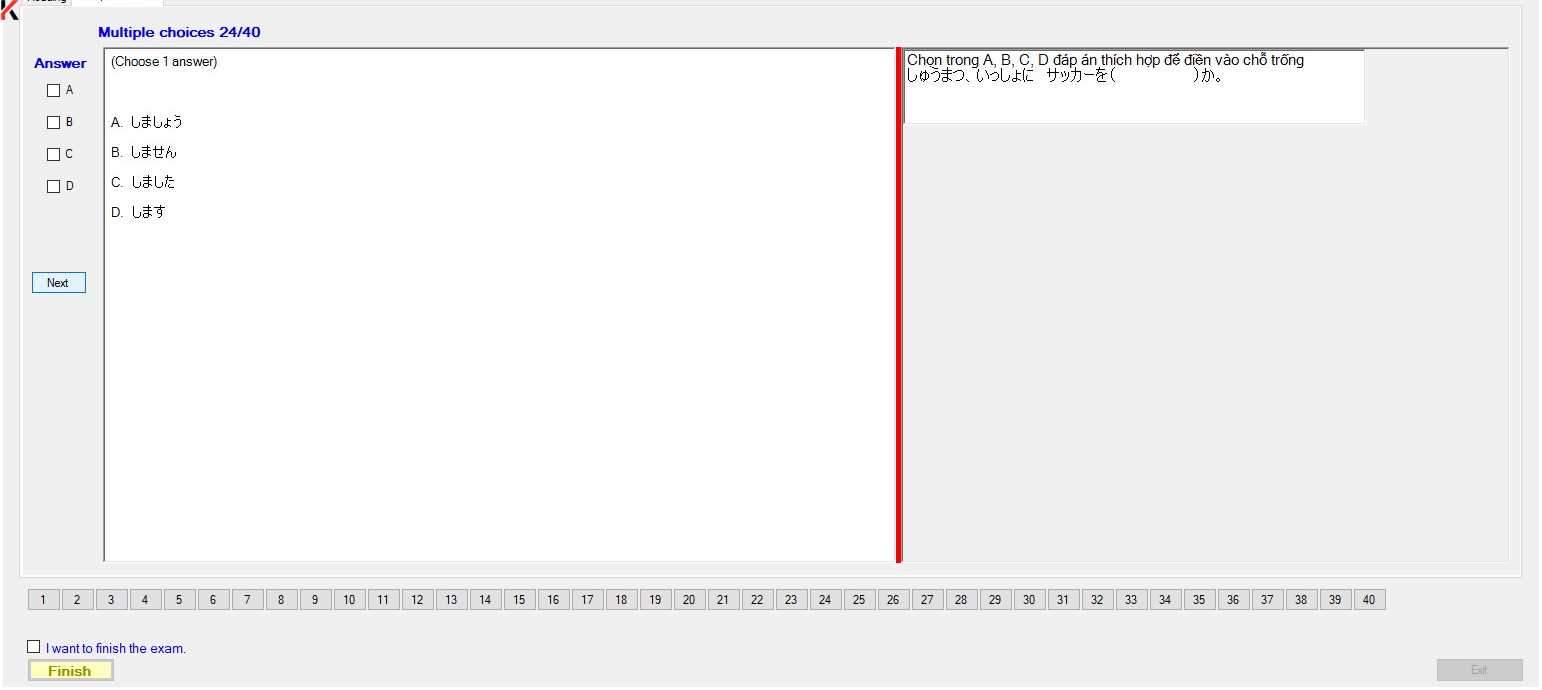 Multiple choices 24/40
Answer
A
B
C
D
Next
(Choose 1 answer)
A. しましょう
B. しません
C. しました
D. します
Chọn trong A, B, C, D đáp án thích hợp để điền vào chỗ trống
しゅうまつ、いっしょに サッカーを( )か。
1 2 3 4 5 6 7 8 9 10 11 12 13 14 15 16 17 18 19 20 21 22 23 24 25 26 27 28 29 30 31 32 33 34 35 36 37 38 39 40
I want to finish the exam.
Finish
Exit